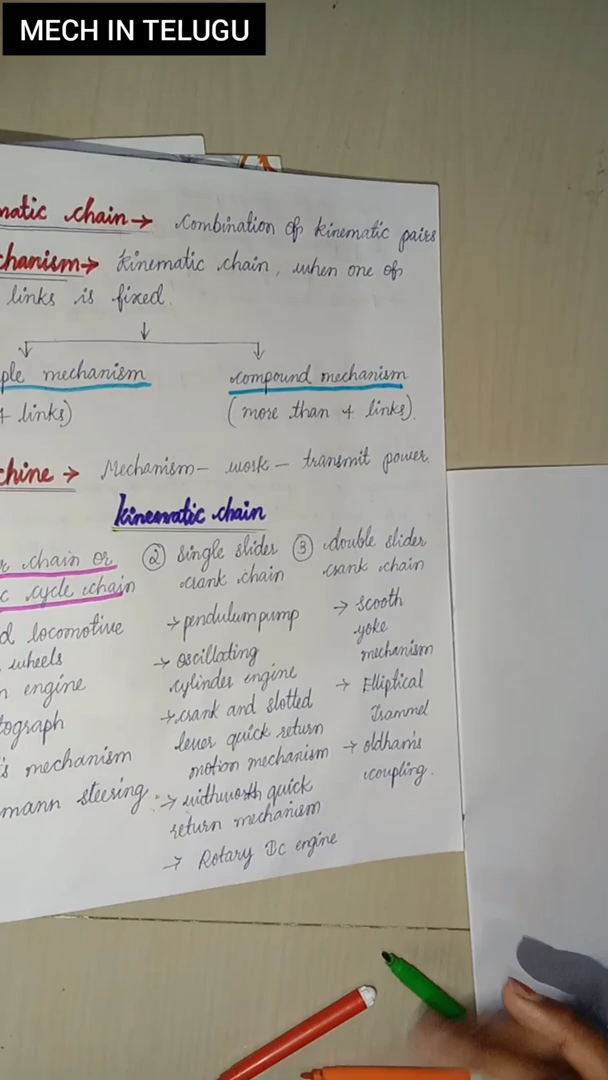 MECH IN TELUGU
matic chain → Combination of kinematic pairs
chanism → kinematic chain, when one of
links is fixed.
ple mechanism
compound mechanism
4 links)
(more than 4 links).
chine → Mechanism - work - transmit power.
kinematic chain
r chain or
c cycle chain
d locomotive
wheels
n engine
tograph
's mechanism
mann steering
② single slider
crank chain
→ pendulum pump
→ oscillating
cylinder engine
→ crank and slotted
lever quick return
motion mechanism
→ withworth quick
return mechanism
→ Rotary Ic engine
③ double slider
crank chain
→ scooth
yoke
mechanism
→ Elliptical
Trammel
→ oldham's
coupling.